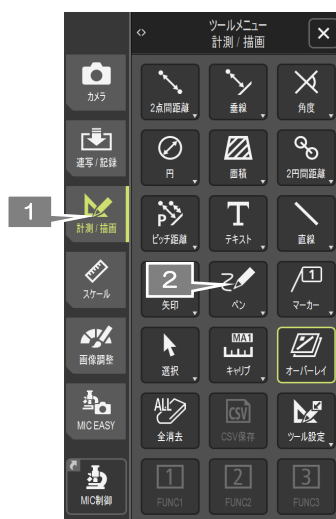 ツールメニュー
計測 / 描画
カメラ
連写 / 記録
計測 / 描画
スケール
画像調整
MIC EASY
MIC制御
1
2点間距離
垂線
角度
円
面積
2円間距離
P
ピッチ距離
T
テキスト
直線
2
矢印
ペン
1
マーカー
選択
MA1
キャリブ
オーバーレイ
ALL
全消去
CSV
CSV保存
ツール設定
1
FUNC1
2
FUNC2
3
FUNC3